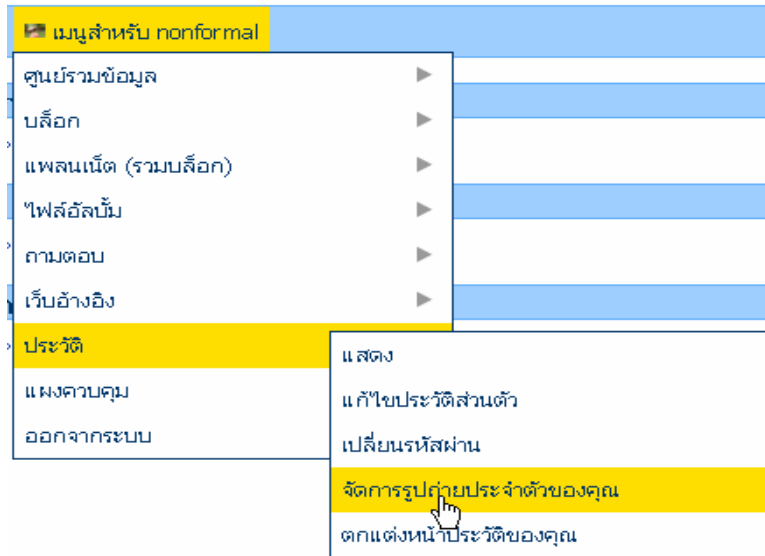 เมนูสำหรับ nonformal
ศูนย์รวมข้อมูล
บล็อก
แพลนเน็ต (รวมบล็อก)
ไฟล์อัลบั้ม
ถามตอบ
เว็บอ้างอิง
ประวัติ
แผงควบคุม
ออกจากระบบ
แสดง
แก้ไขประวัติส่วนตัว
เปลี่ยนรหัสผ่าน
จัดการรูปถ่ายประจำตัวของคุณ
ตกแต่งหน้าประวัติของคุณ